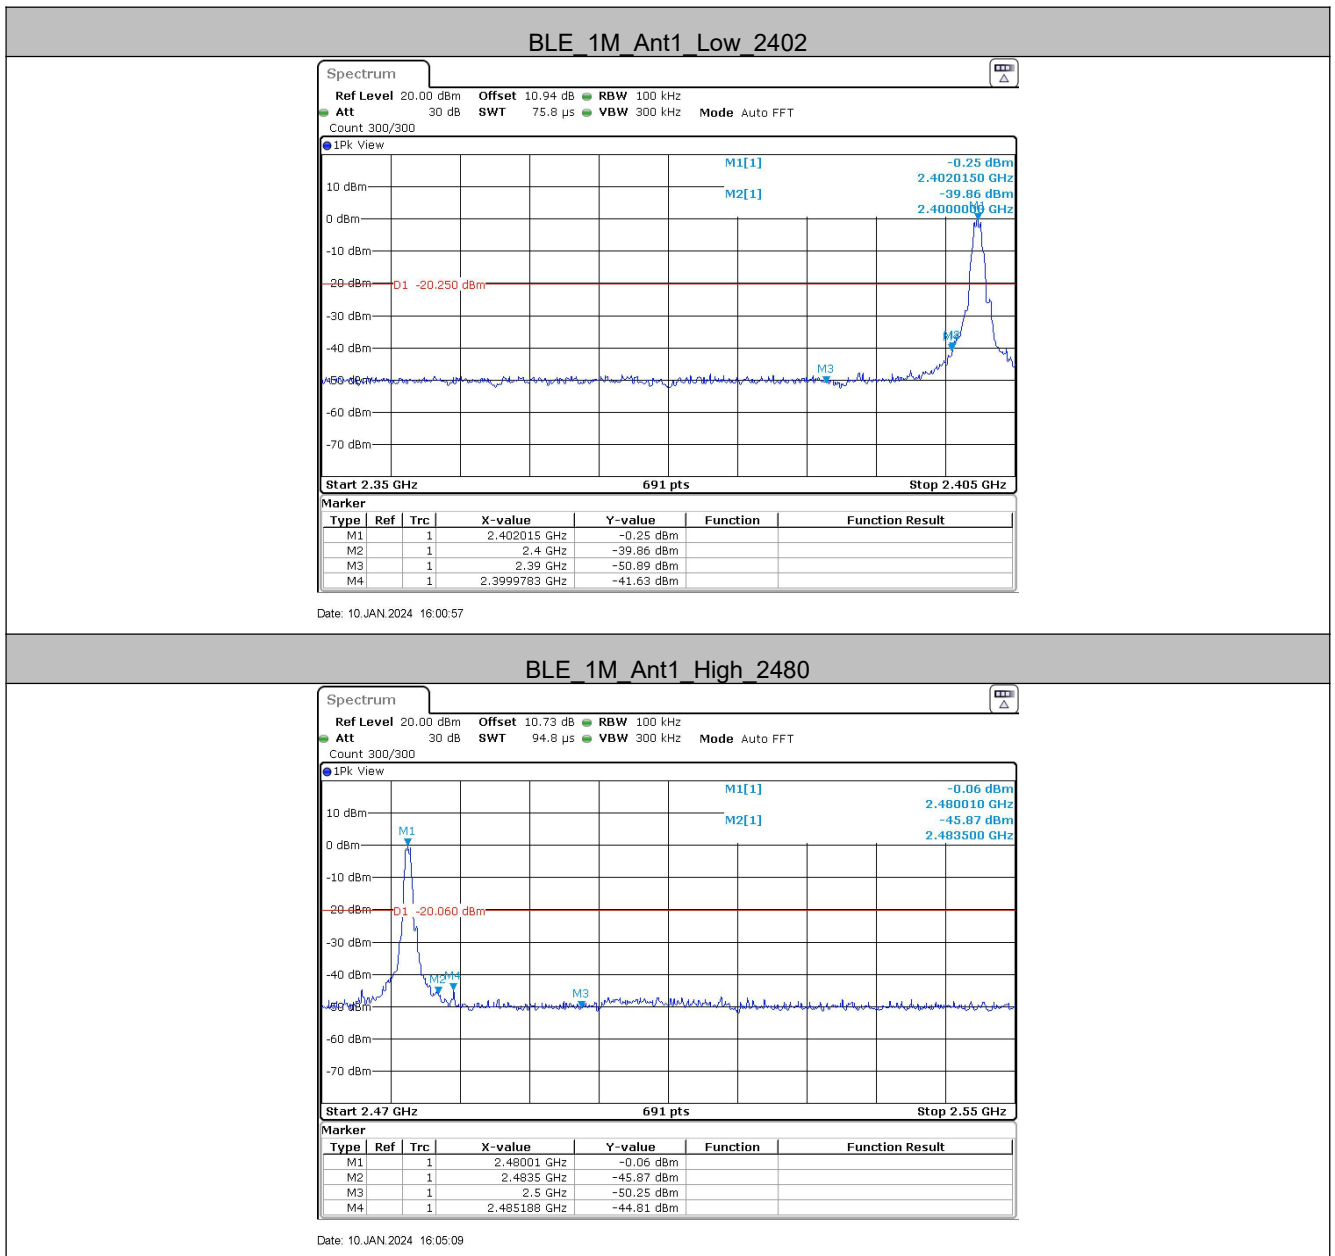 BLE_1M_Ant1_Low_2402
Spectrum
Ref Level 20.00 dBm Offset 10.94 dB RBW 100 kHz
Att 30 dB SWT 75.8 µs VBW 300 kHz Mode Auto FFT
Count 300/300
1Pk View
M1[1] -0.25 dBm
2.4020150 GHz
M2[1] -39.86 dBm
2.4000000 GHz
M1
10 dBm
0 dBm
-10 dBm
-20 dBm
D1 -20.250 dBm
-30 dBm
-40 dBm
M3
-50 dBm
-60 dBm
-70 dBm
Start 2.35 GHz 691 pts Stop 2.405 GHz
Marker
Type Ref Trc X-value Y-value Function Function Result
M1 1 2.402015 GHz -0.25 dBm
M2 1 2.4 GHz -39.86 dBm
M3 1 2.39 GHz -50.89 dBm
M4 1 2.3999783 GHz -41.63 dBm
Date: 10.JAN.2024 16:00:57
BLE_1M_Ant1_High_2480
Spectrum
Ref Level 20.00 dBm Offset 10.73 dB RBW 100 kHz
Att 30 dB SWT 94.8 µs VBW 300 kHz Mode Auto FFT
Count 300/300
1Pk View
M1[1] -0.06 dBm
2.480010 GHz
M2[1] -45.87 dBm
2.483500 GHz
10 dBm
M1
0 dBm
-10 dBm
-20 dBm
D1 -20.060 dBm
-30 dBm
-40 dBm
M2 M4
M3
-50 dBm
-60 dBm
-70 dBm
Start 2.47 GHz 691 pts Stop 2.55 GHz
Marker
Type Ref Trc X-value Y-value Function Function Result
M1 1 2.48001 GHz -0.06 dBm
M2 1 2.4835 GHz -45.87 dBm
M3 1 2.5 GHz -50.25 dBm
M4 1 2.485188 GHz -44.81 dBm
Date: 10.JAN.2024 16:05:09